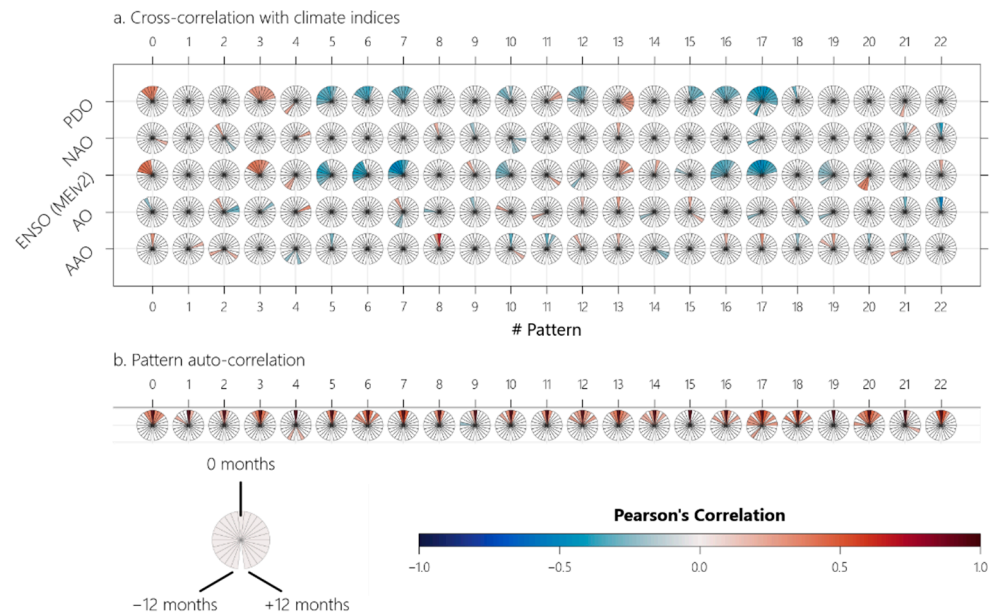 a. Cross-correlation with climate indices
0 1 2 3 4 5 6 7 8 9 10 11 12 13 14 15 16 17 18 19 20 21 22
PDO
NAO
ENSO (MEIv2)
AO
AAO
0 1 2 3 4 5 6 7 8 9 10 11 12 13 14 15 16 17 18 19 20 21 22
# Pattern
b. Pattern auto-correlation
0 1 2 3 4 5 6 7 8 9 10 11 12 13 14 15 16 17 18 19 20 21 22
0 months
−12 months
+12 months
Pearson's Correlation
−1.0 −0.5 0.0 0.5 1.0